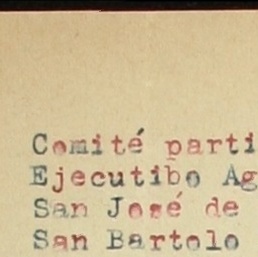 Comité parti
Ejecutibo Ag
San José de
San Bartolo